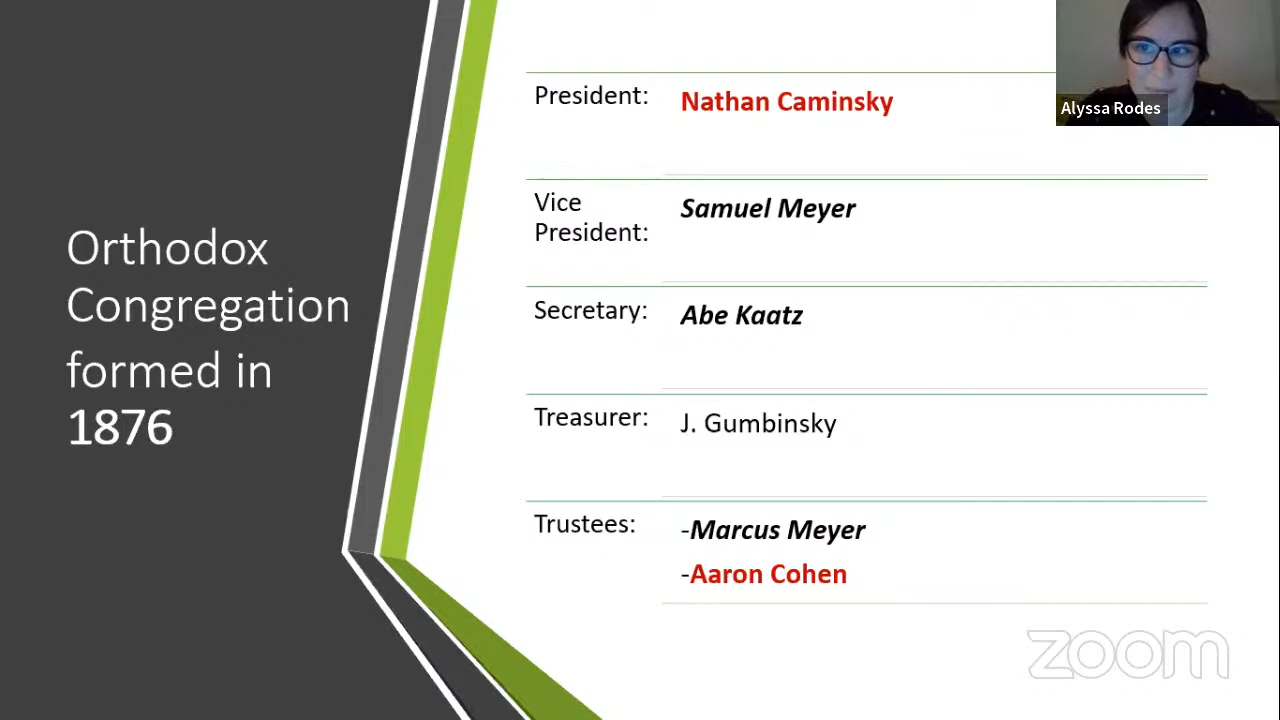 Orthodox
Congregation
formed in
1876
President:
Nathan Caminsky
Vice
President:
Samuel Meyer
Secretary:
Abe Kaatz
Treasurer:
J. Gumbinsky
Trustees:
-Marcus Meyer
-Aaron Cohen
Alyssa Rodes
zoom